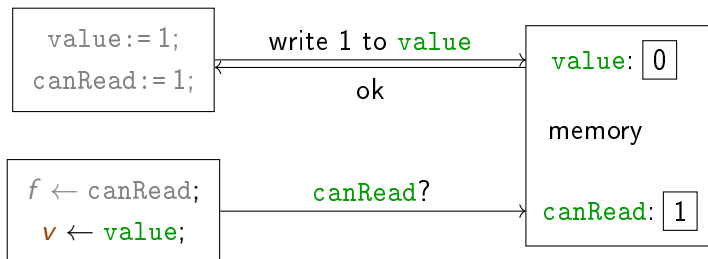 value:=1;
canRead:=1;
write 1 to value
ok
value: 0
memory
canRead: 1
f ← canRead;
v ← value;
canRead?